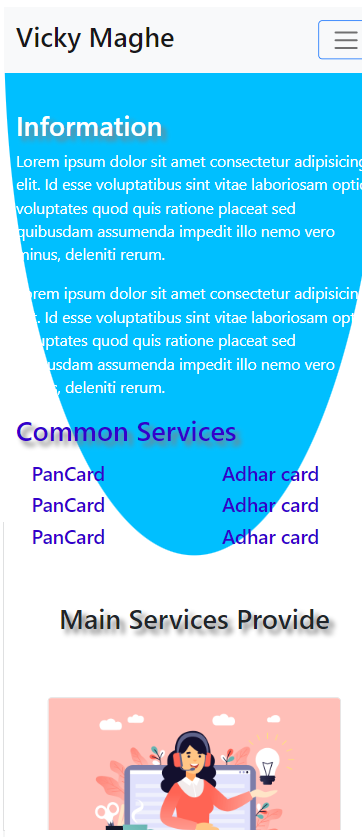 Vicky Maghe
Information
Lorem ipsum dolor sit amet consectetur adipisicing
elit. Id esse voluptatibus sint vitae laboriosam optio
voluptates quod quis ratione placeat sed
quibusdam assumenda impedit illo nemo vero
minus, deleniti rerum.
Lorem ipsum dolor sit amet consectetur adipisicing
elit. Id esse voluptatibus sint vitae laboriosam optio
voluptates quod quis ratione placeat sed
quibusdam assumenda impedit illo nemo vero
minus, deleniti rerum.
Common Services
PanCard Adhar card
PanCard Adhar card
PanCard Adhar card
Main Services Provide